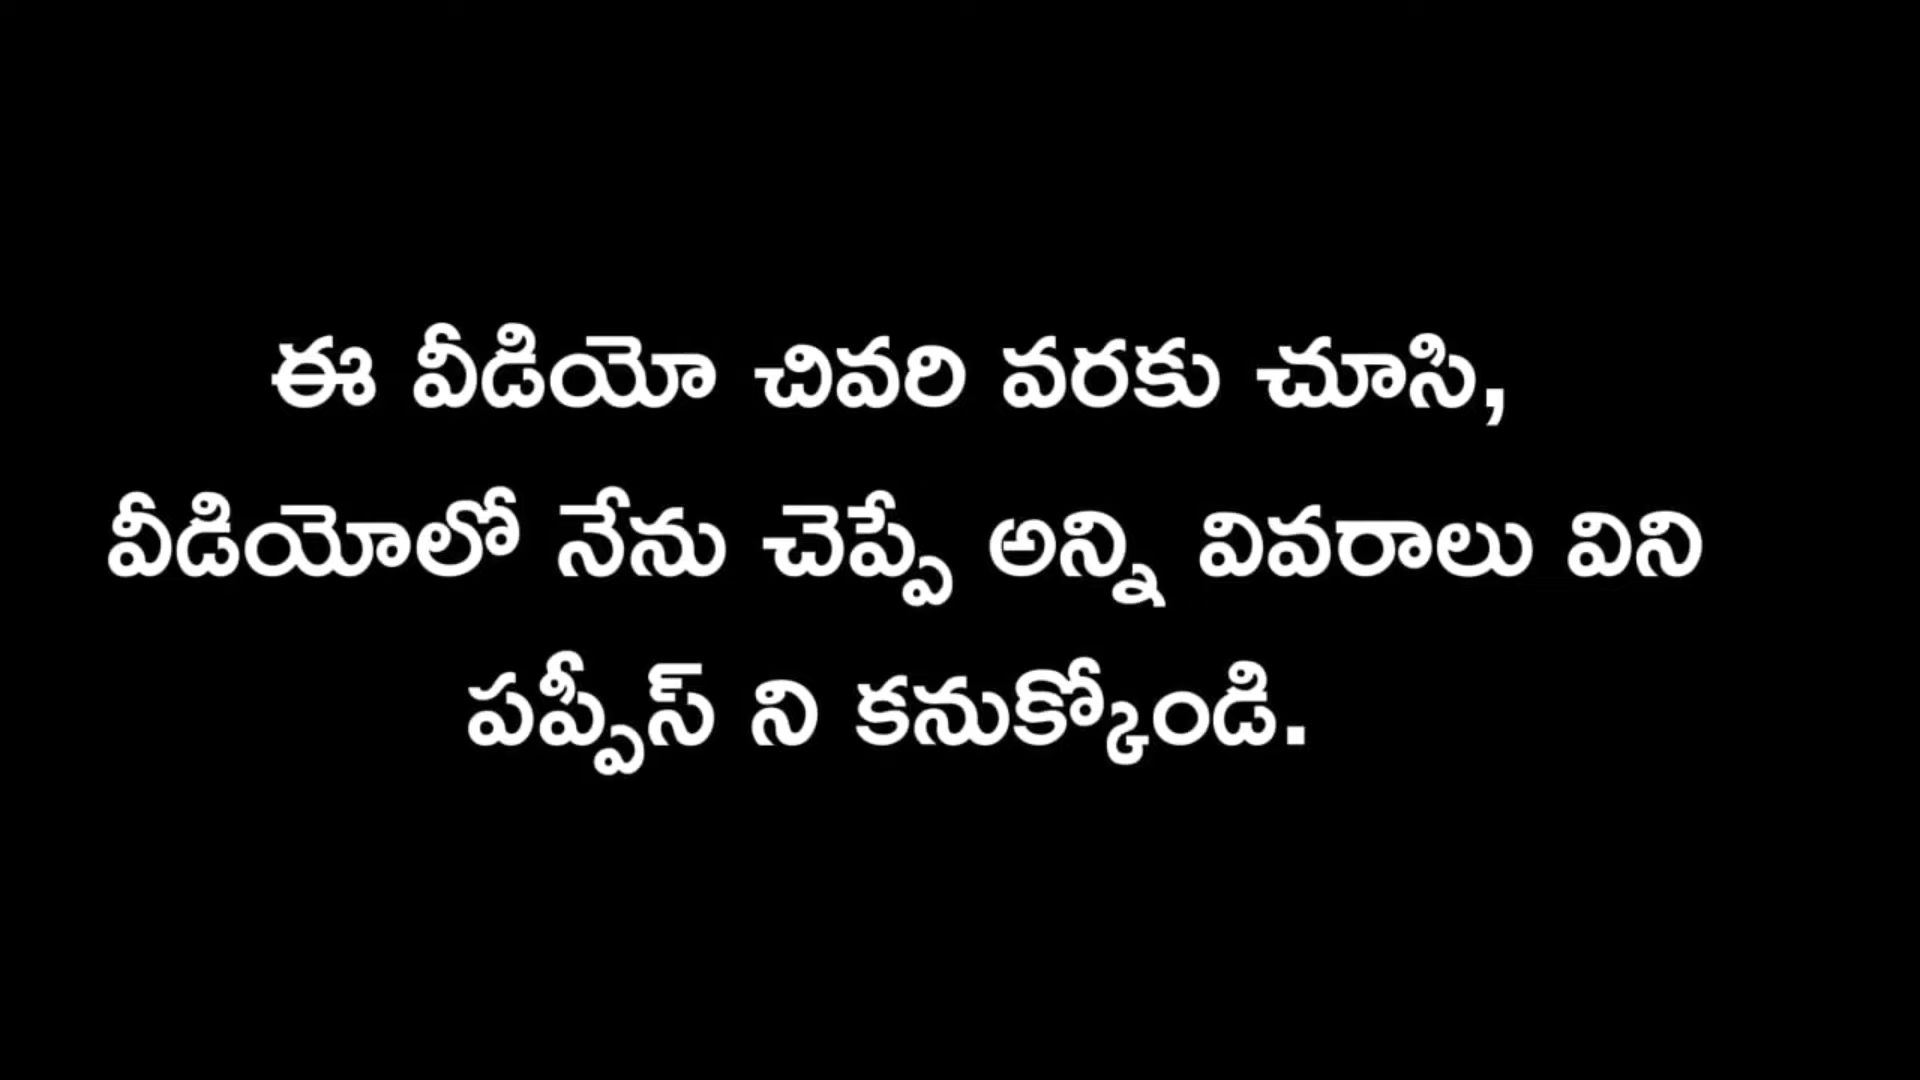 ఈ వీడియో చివరి వరకు చూసి,
వీడియోలో నేను చెప్పే అన్ని వివరాలు విని
పప్పీస్ ని కనుక్కోండి.